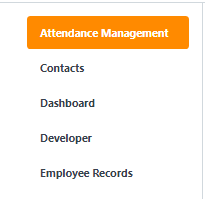 Attendance Management
Contacts
Dashboard
Developer
Employee Records